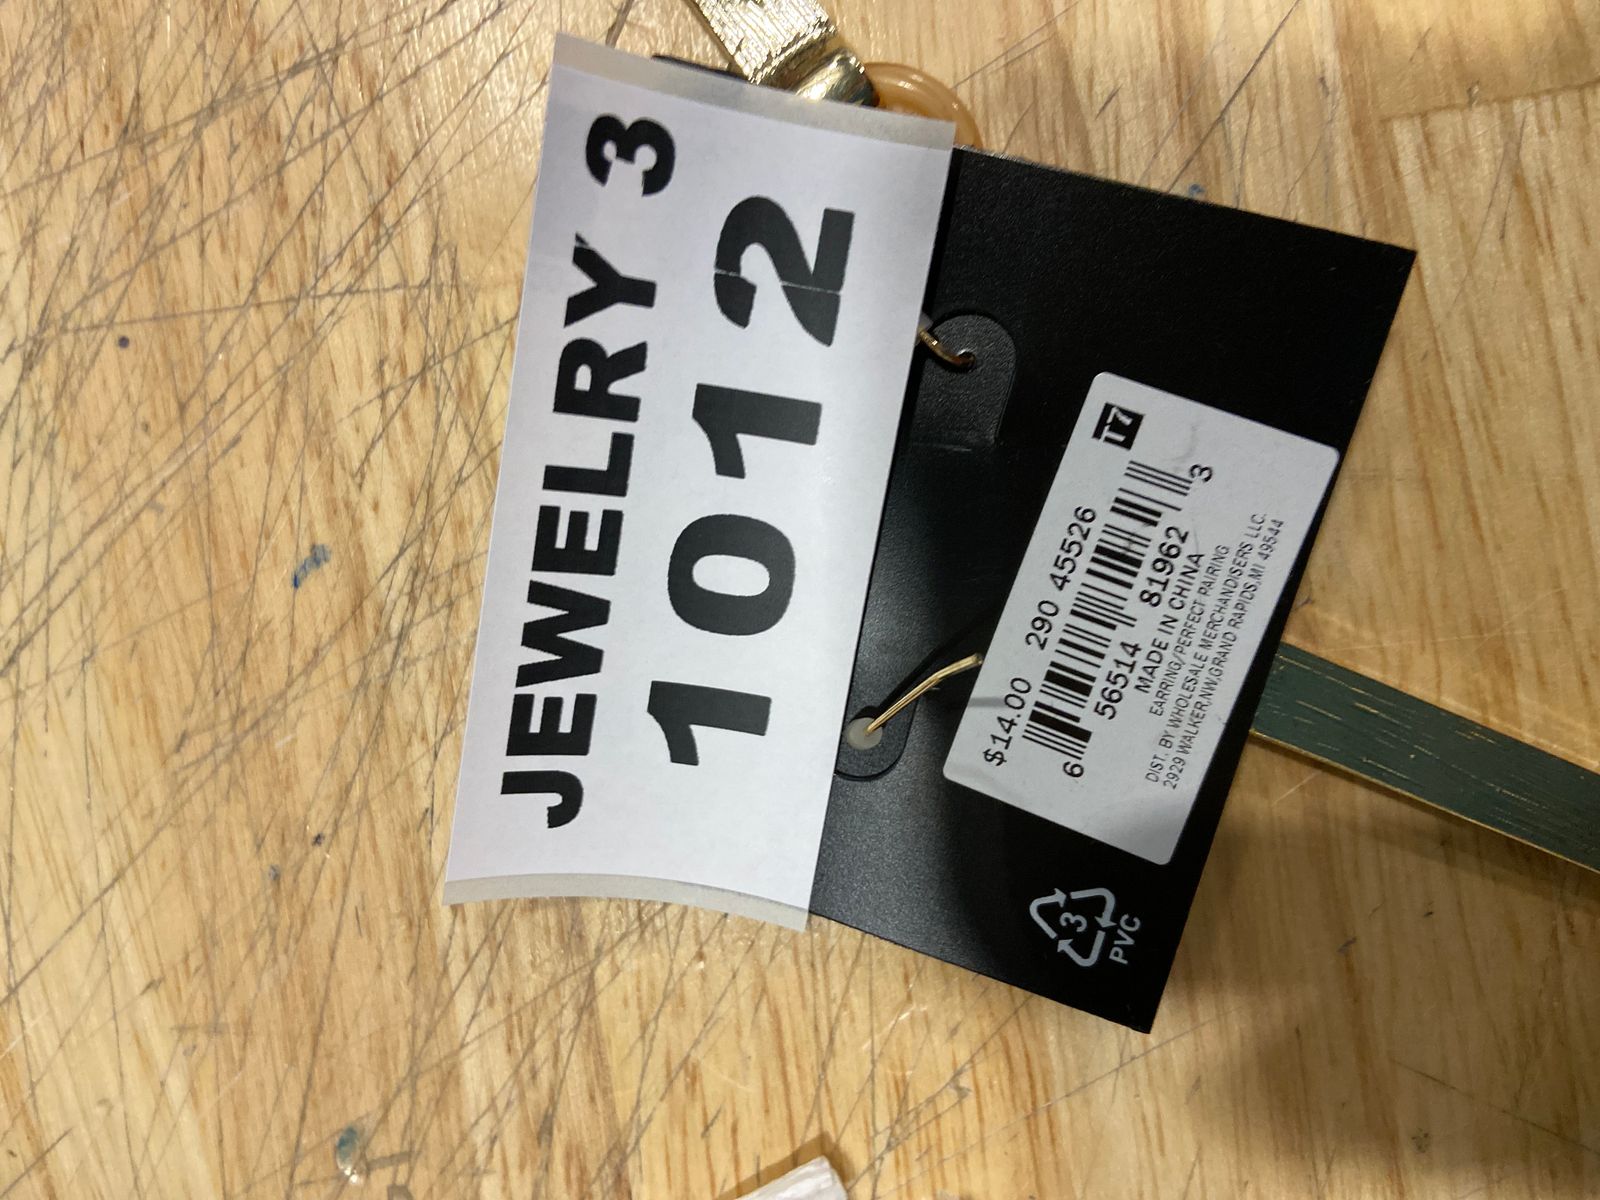 JEWELRY 3
1012
17
$14.00 290 45526
6 56514 81962 3
MADE IN CHINA
EARRING/PERFECT PAIRING
DIST. BY WHOLESALE MERCHANDISERS LLC.
2929 WALKER,NW,GRAND RAPIDS,MI 49544
3
PVC